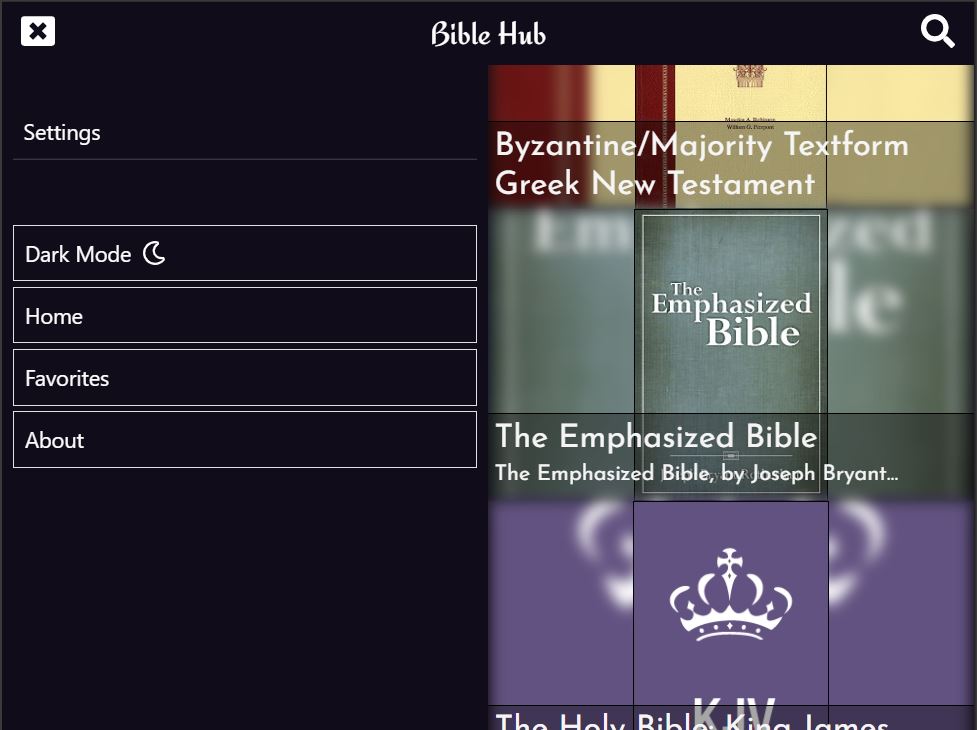 Bible Hub
Settings
Dark Mode
Home
Favorites
About
Maurice A. Robinson
William G. Pierpont
Byzantine/Majority Textform
Greek New Testament
The
Emphasized
Bible
The Emphasized Bible
The Emphasized Bible, by Joseph Bryant...
KJV
The Holy Bible: King James